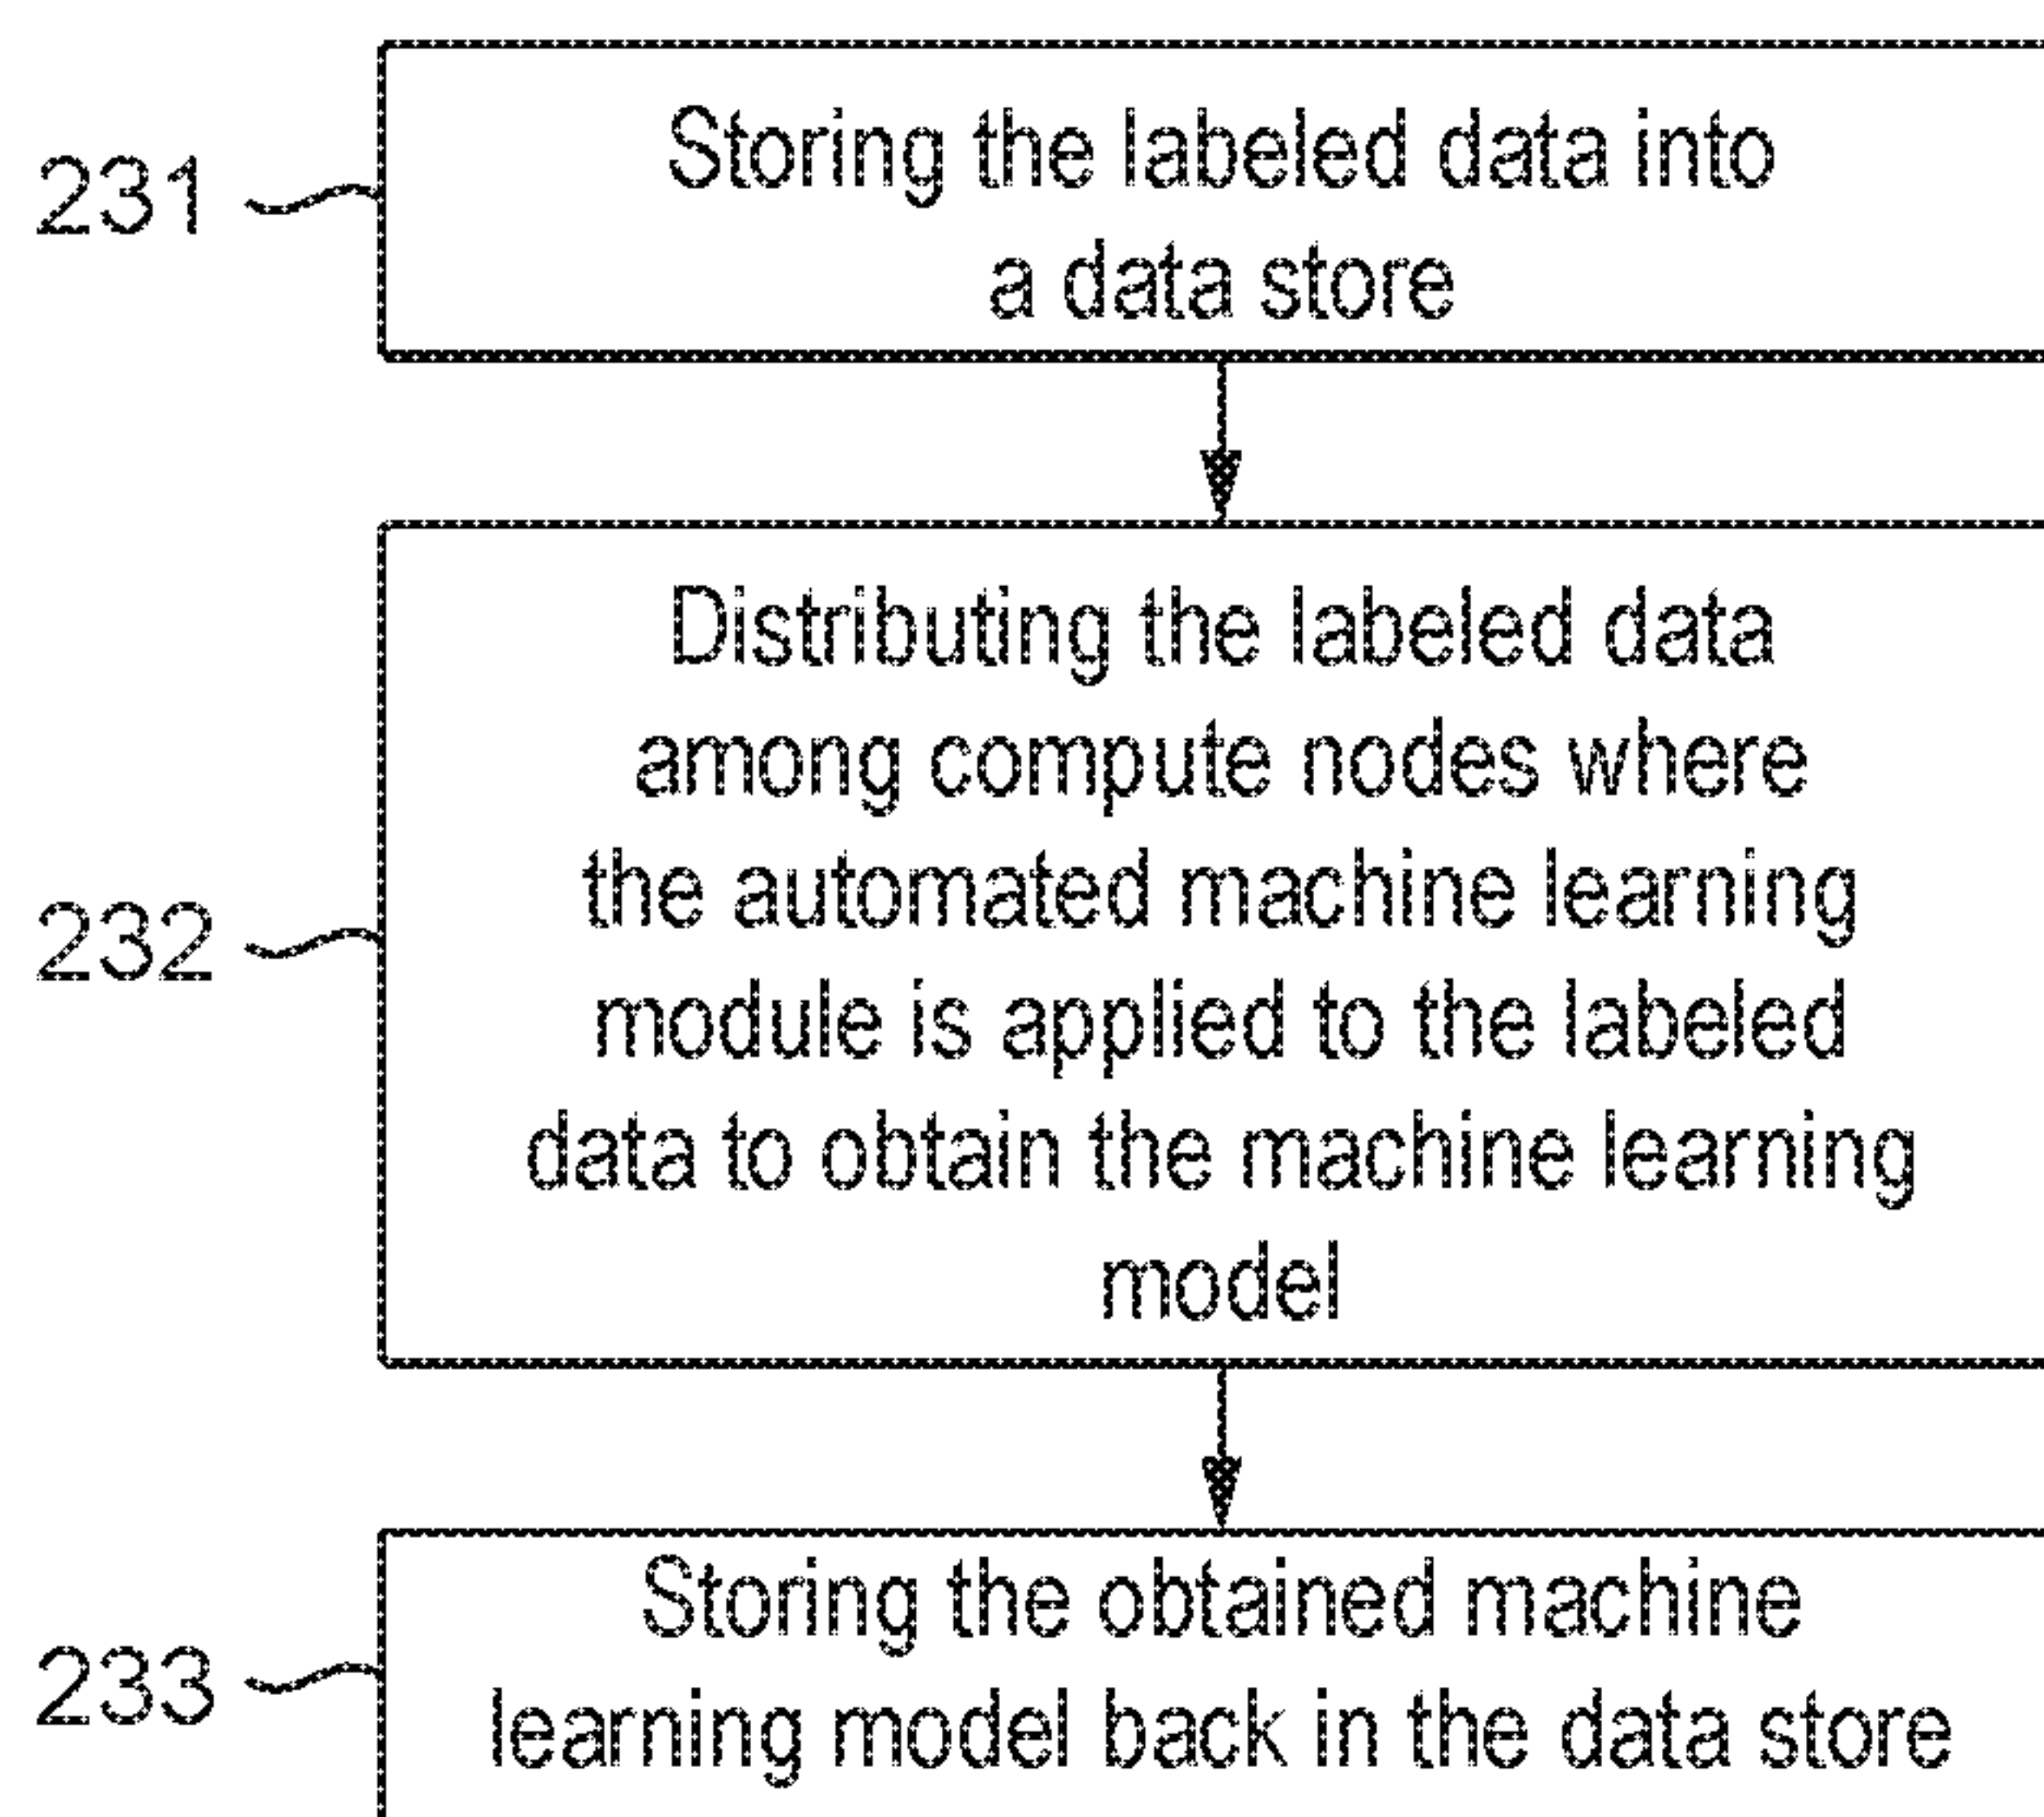 231
Storing the labeled data into
a data store
232
Distributing the labeled data
among compute nodes where
the automated machine learning
module is applied to the labeled
data to obtain the machine learning
model
233
Storing the obtained machine
learning model back in the data store